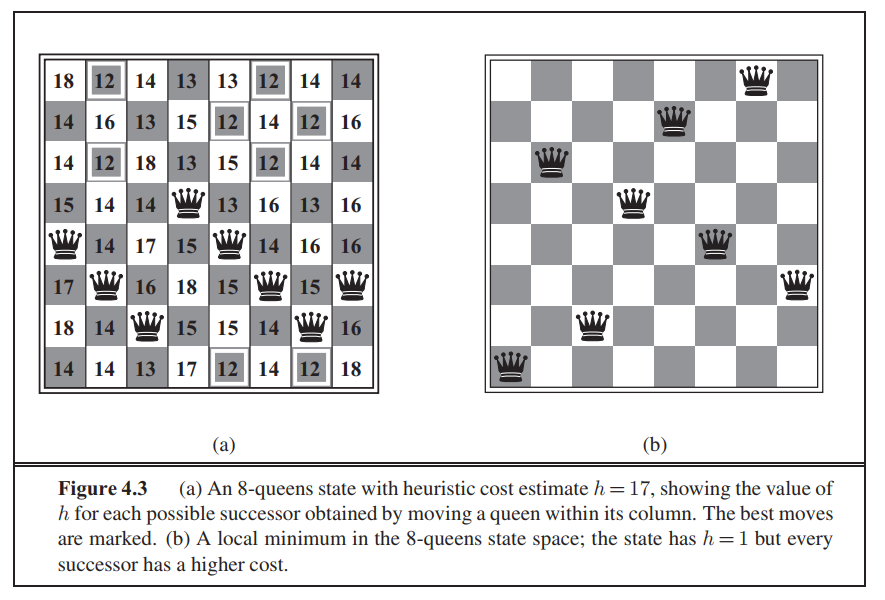 18 12 14 13 13 12 14 14
14 16 13 15 12 14 12 16
14 12 18 13 15 12 14 14
15 14 14 13 16 13 16
14 17 15 14 16 16
17 16 18 15 15
18 14 15 15 14 16
14 14 13 17 12 14 12 18
(a) (b)
Figure 4.3 (a) An 8-queens state with heuristic cost estimate h = 17, showing the value of
h for each possible successor obtained by moving a queen within its column. The best moves
are marked. (b) A local minimum in the 8-queens state space; the state has h = 1 but every
successor has a higher cost.